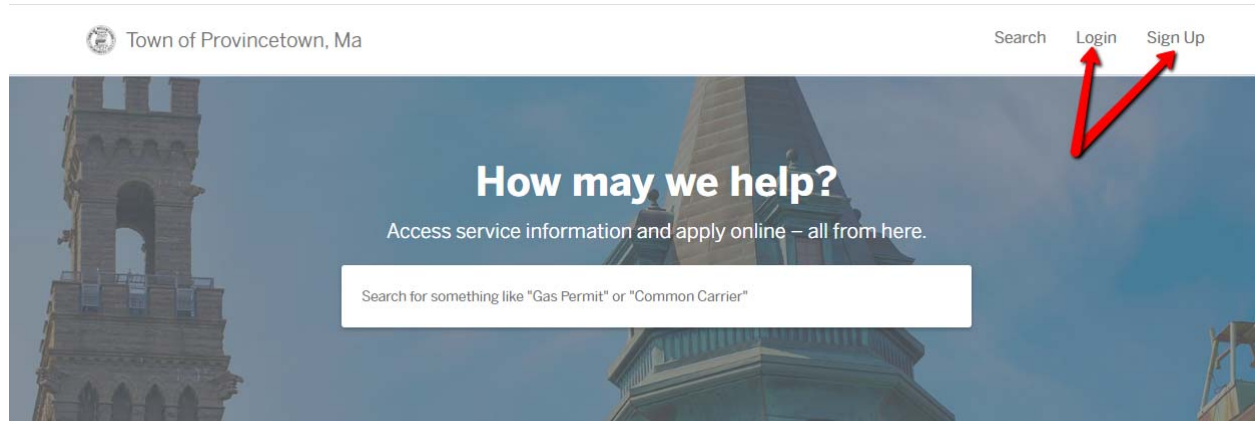 Town of Provincetown, Ma
Search Login Sign Up
How may we help?
Access service information and apply online – all from here.
Search for something like "Gas Permit" or "Common Carrier"